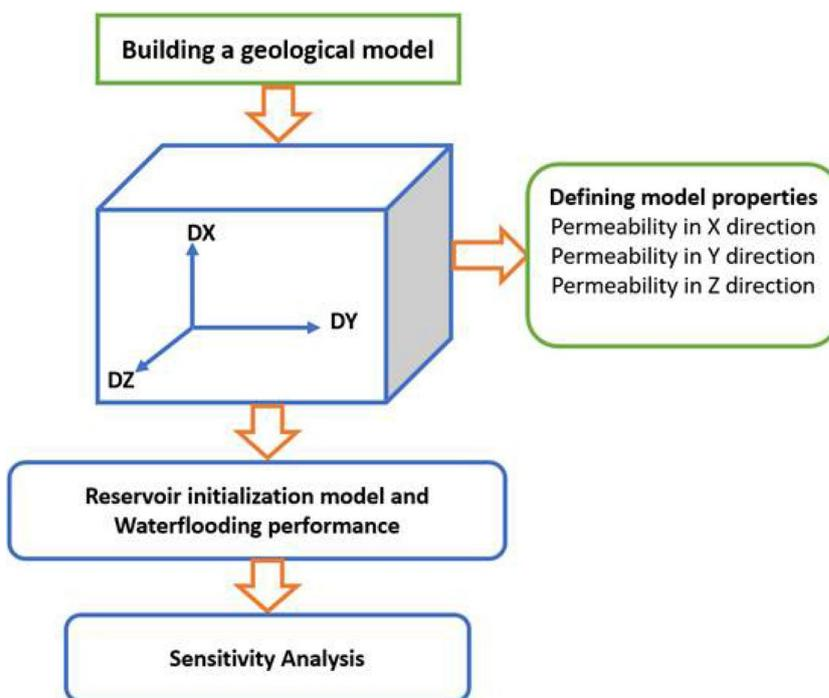 Building a geological model
DX
DY
DZ
Defining model properties
Permeability in X direction
Permeability in Y direction
Permeability in Z direction
Reservoir initialization model and
Waterflooding performance
Sensitivity Analysis